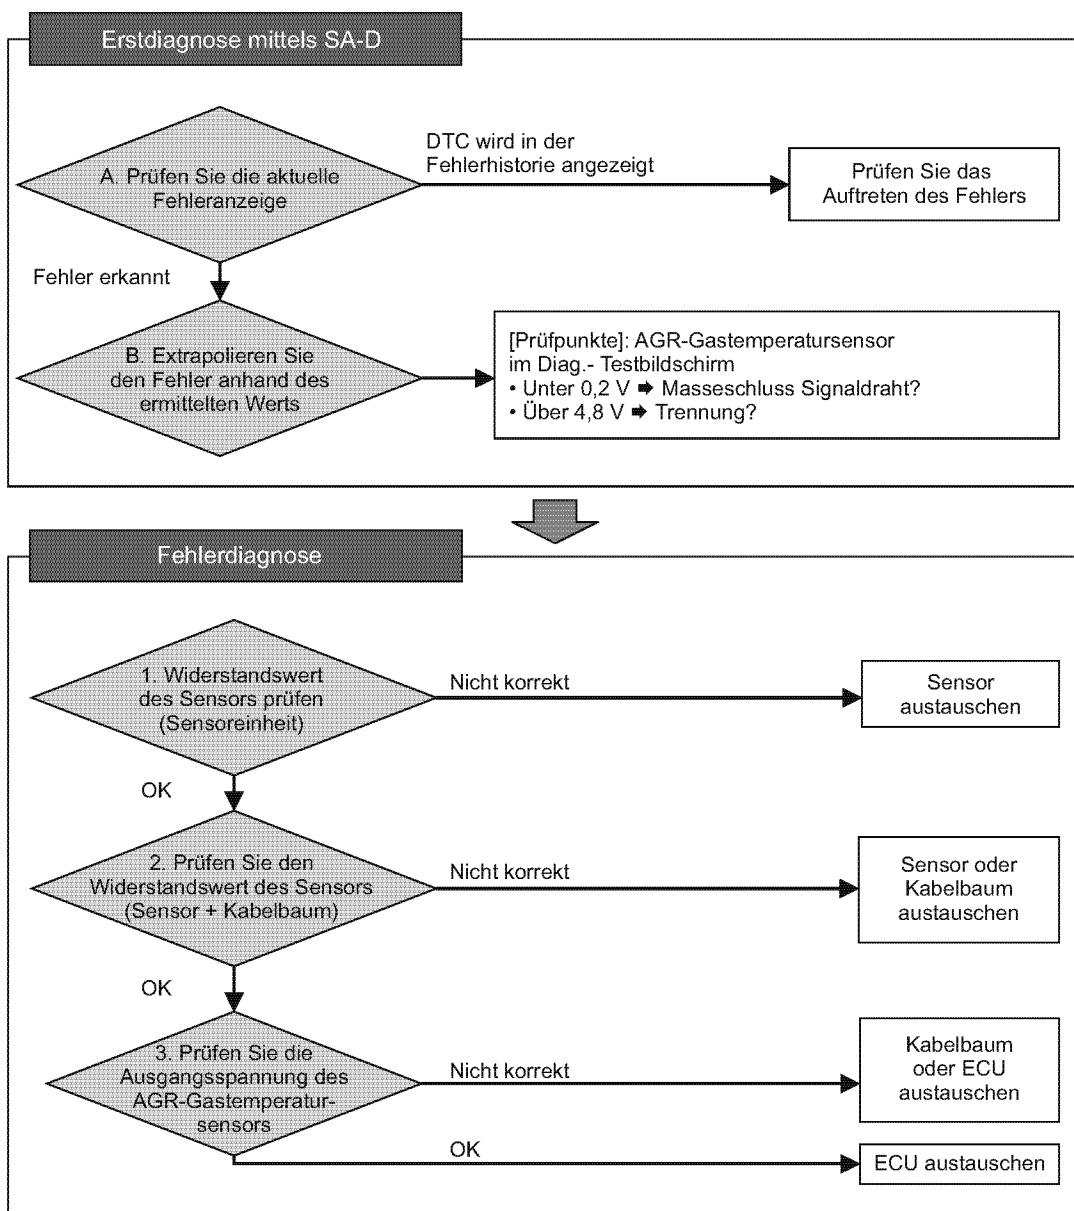 Erstdiagnose mittels SA-D
A. Prüfen Sie die aktuelle
Fehleranzeige
DTC wird in der
Fehlerhistorie angezeigt
Prüfen Sie das
Auftreten des Fehlers
Fehler erkannt
B. Extrapolieren Sie
den Fehler anhand des
ermittelten Werts
[Prüfpunkte]: AGR-Gastemperatursensor
im Diag.- Testbildschirm
• Unter 0,2 V ➡ Masseschluss Signaldraht?
• Über 4,8 V ➡ Trennung?
Fehlerdiagnose
1. Widerstandswert
des Sensors prüfen
(Sensoreinheit)
Nicht korrekt
Sensor
austauschen
OK
2. Prüfen Sie den
Widerstandswert des Sensors
(Sensor + Kabelbaum)
Nicht korrekt
Sensor oder
Kabelbaum
austauschen
OK
3. Prüfen Sie die
Ausgangsspannung des
AGR-Gastemperatur-
sensors
Nicht korrekt
Kabelbaum
oder ECU
austauschen
OK
ECU austauschen